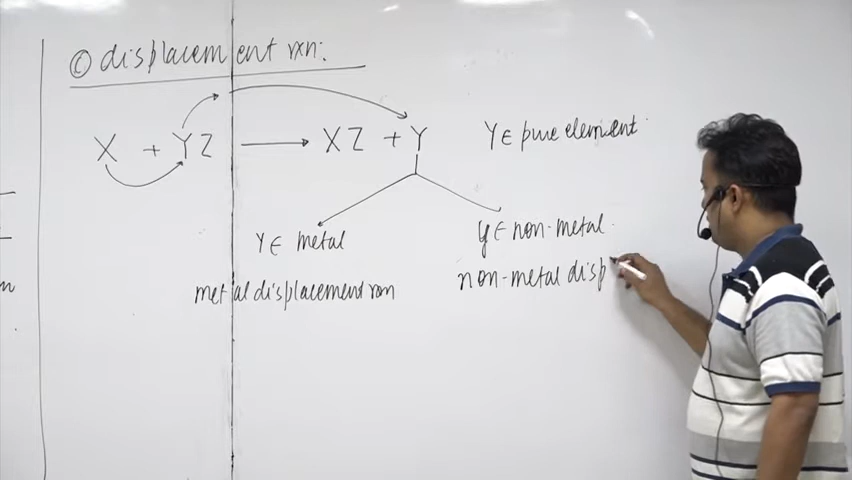 © displacement rxn:
X + YZ → XZ + Y
Y ∈ pure element
Y ∈ metal
y ∈ non-metal
metal displacement rxn
non-metal disp